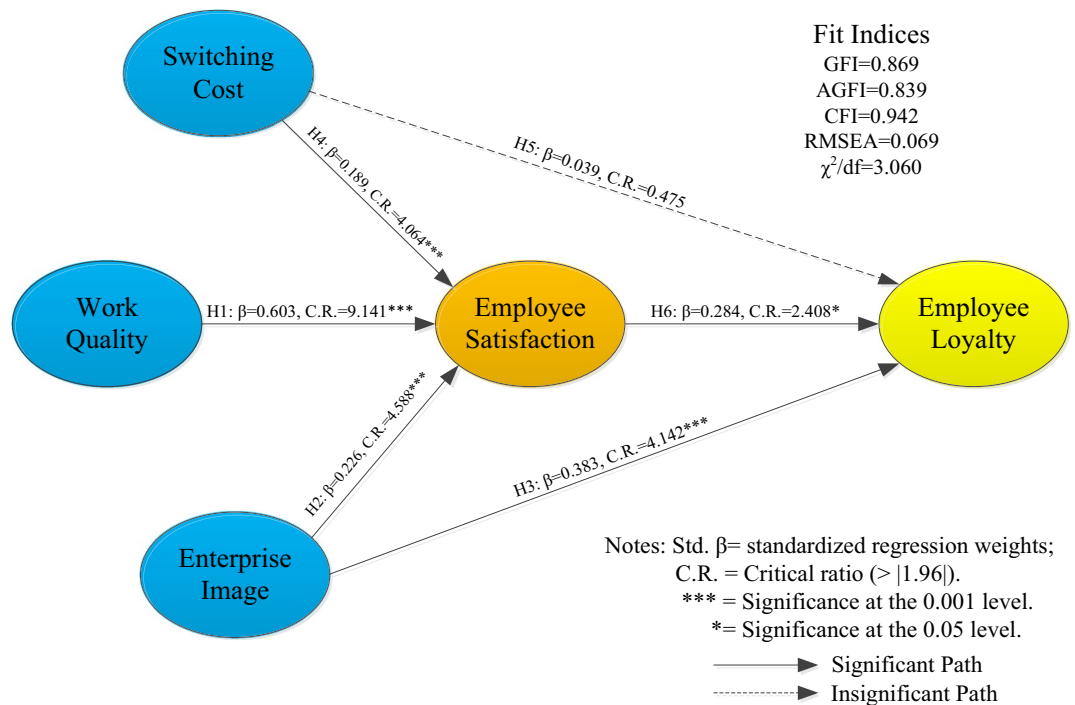 Switching
Cost
Fit Indices
GFI=0.869
AGFI=0.839
CFI=0.942
RMSEA=0.069
χ²/df=3.060
H5: β=0.039, C.R.=0.475
H4: β=0.189, C.R.=4.064***
Work
Quality
H1: β=0.603, C.R.=9.141***
Employee
Satisfaction
H6: β=0.284, C.R.=2.408*
Employee
Loyalty
H2: β=0.226, C.R.=4.588***
H3: β=0.383, C.R.=4.142***
Enterprise
Image
Notes: Std. β= standardized regression weights;
C.R. = Critical ratio (> |1.96|).
*** = Significance at the 0.001 level.
*= Significance at the 0.05 level.
Significant Path
Insignificant Path